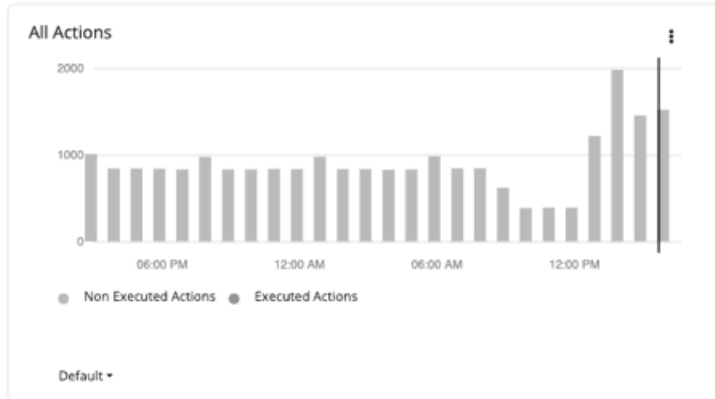 All Actions
2000
1000
0
06:00 PM 12:00 AM 06:00 AM 12:00 PM
Non Executed Actions Executed Actions
Default